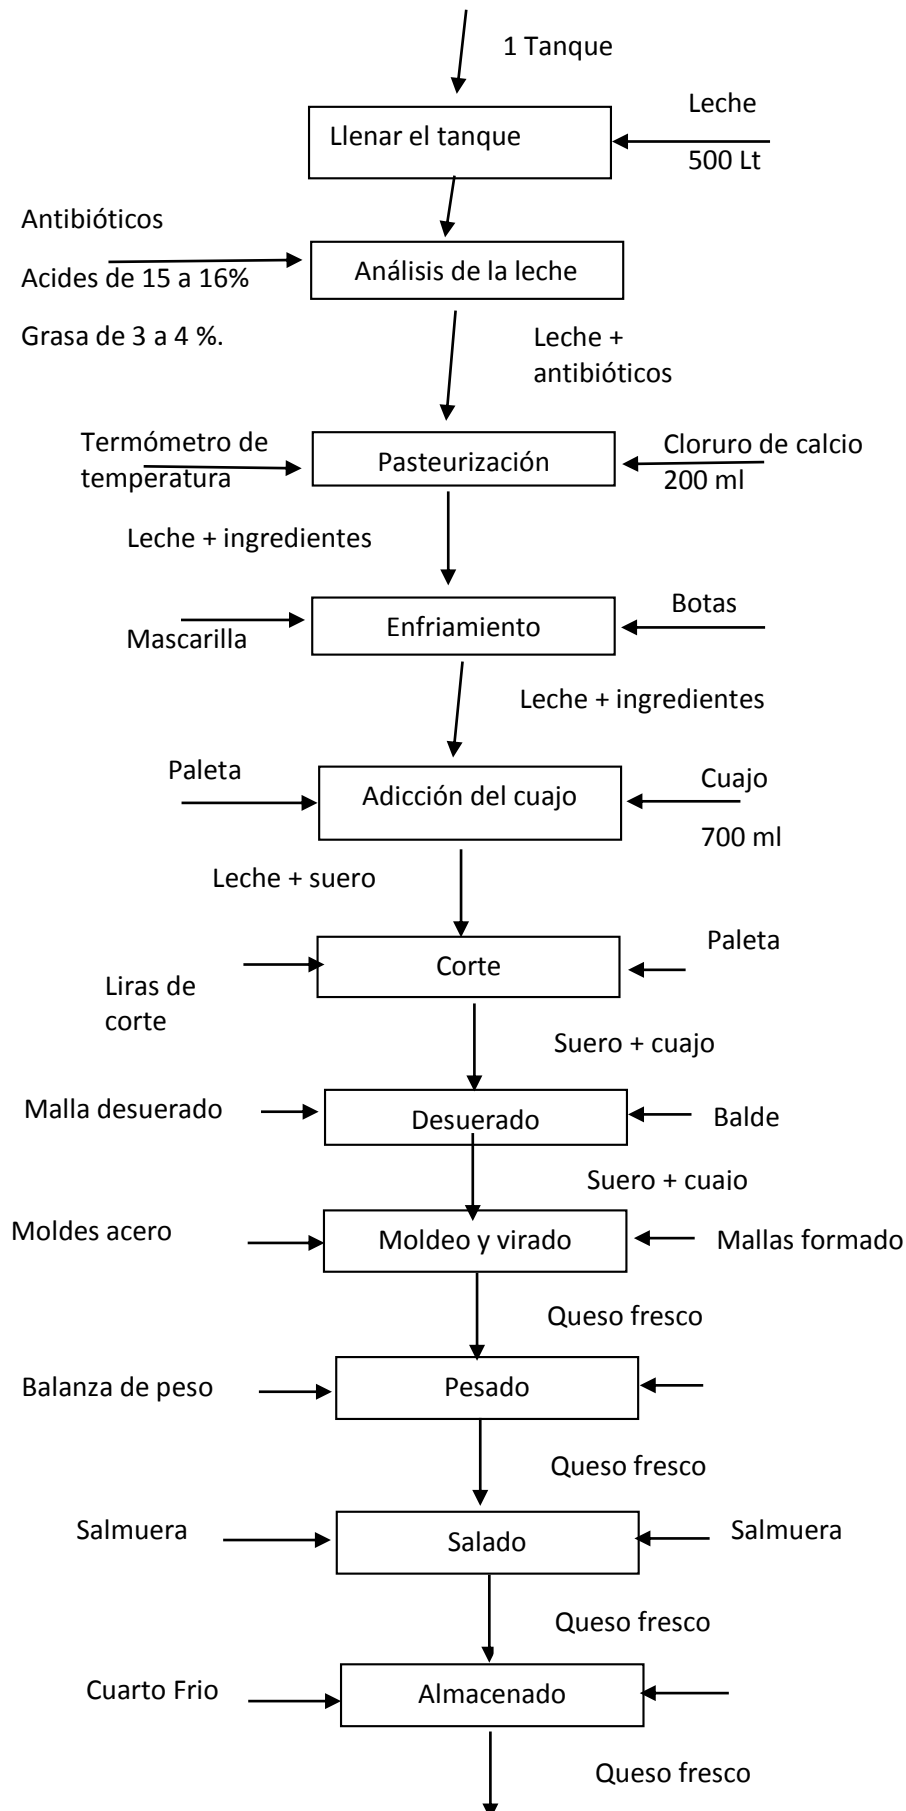 1 Tanque
Leche
Llenar el tanque
500 Lt
Antibióticos
Análisis de la leche
Acides de 15 a 16%
Grasa de 3 a 4 %.
Leche +
antibióticos
Termómetro de
temperatura
Pasteurización
Cloruro de calcio
200 ml
Leche + ingredientes
Botas
Enfriamiento
Mascarilla
Leche + ingredientes
Paleta
Adicción del cuajo
Cuajo
700 ml
Leche + suero
Paleta
Corte
Liras de
corte
Suero + cuajo
Malla desuerado
Desuerado
Balde
Suero + cuajo
Moldes acero
Moldeo y virado
Mallas formado
Queso fresco
Balanza de peso
Pesado
Queso fresco
Salmuera
Salado
Salmuera
Queso fresco
Cuarto Frio
Almacenado
Queso fresco